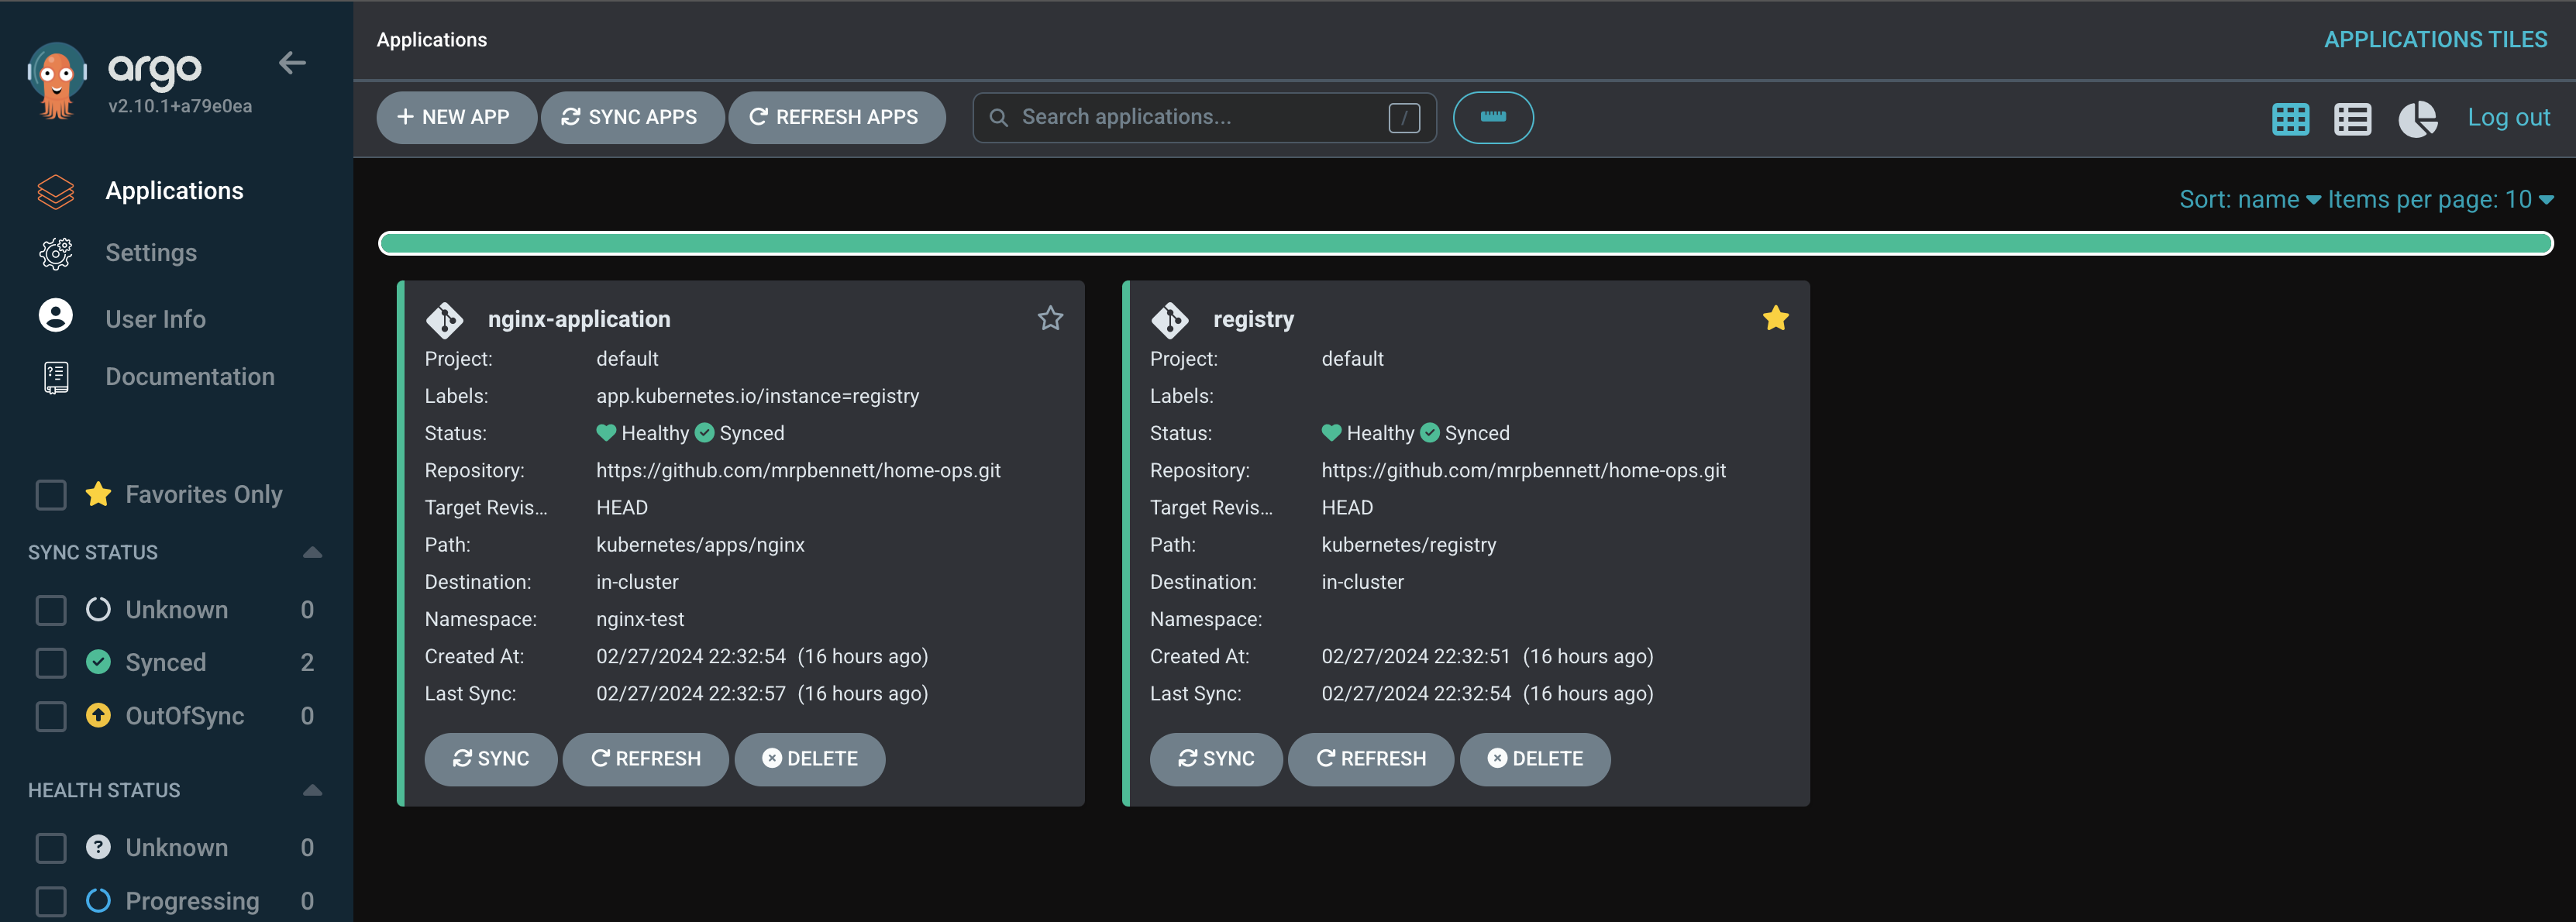 argo
v2.10.1+a79e0ea
Applications
Settings
User Info
Documentation
Favorites Only
SYNC STATUS
Unknown 0
Synced 2
OutOfSync 0
HEALTH STATUS
? Unknown 0
Progressing 0
Applications
APPLICATIONS TILES
+ NEW APP
SYNC APPS
REFRESH APPS
Search applications...
/
Log out
Sort: name
Items per page: 10
nginx-application
Project: default
Labels: app.kubernetes.io/instance=registry
Status: Healthy Synced
Repository: https://github.com/mrpbennett/home-ops.git
Target Revis... HEAD
Path: kubernetes/apps/nginx
Destination: in-cluster
Namespace: nginx-test
Created At: 02/27/2024 22:32:54 (16 hours ago)
Last Sync: 02/27/2024 22:32:57 (16 hours ago)
SYNC
REFRESH
DELETE
registry
Project: default
Labels:
Status: Healthy Synced
Repository: https://github.com/mrpbennett/home-ops.git
Target Revis... HEAD
Path: kubernetes/registry
Destination: in-cluster
Namespace:
Created At: 02/27/2024 22:32:51 (16 hours ago)
Last Sync: 02/27/2024 22:32:54 (16 hours ago)
SYNC
REFRESH
DELETE